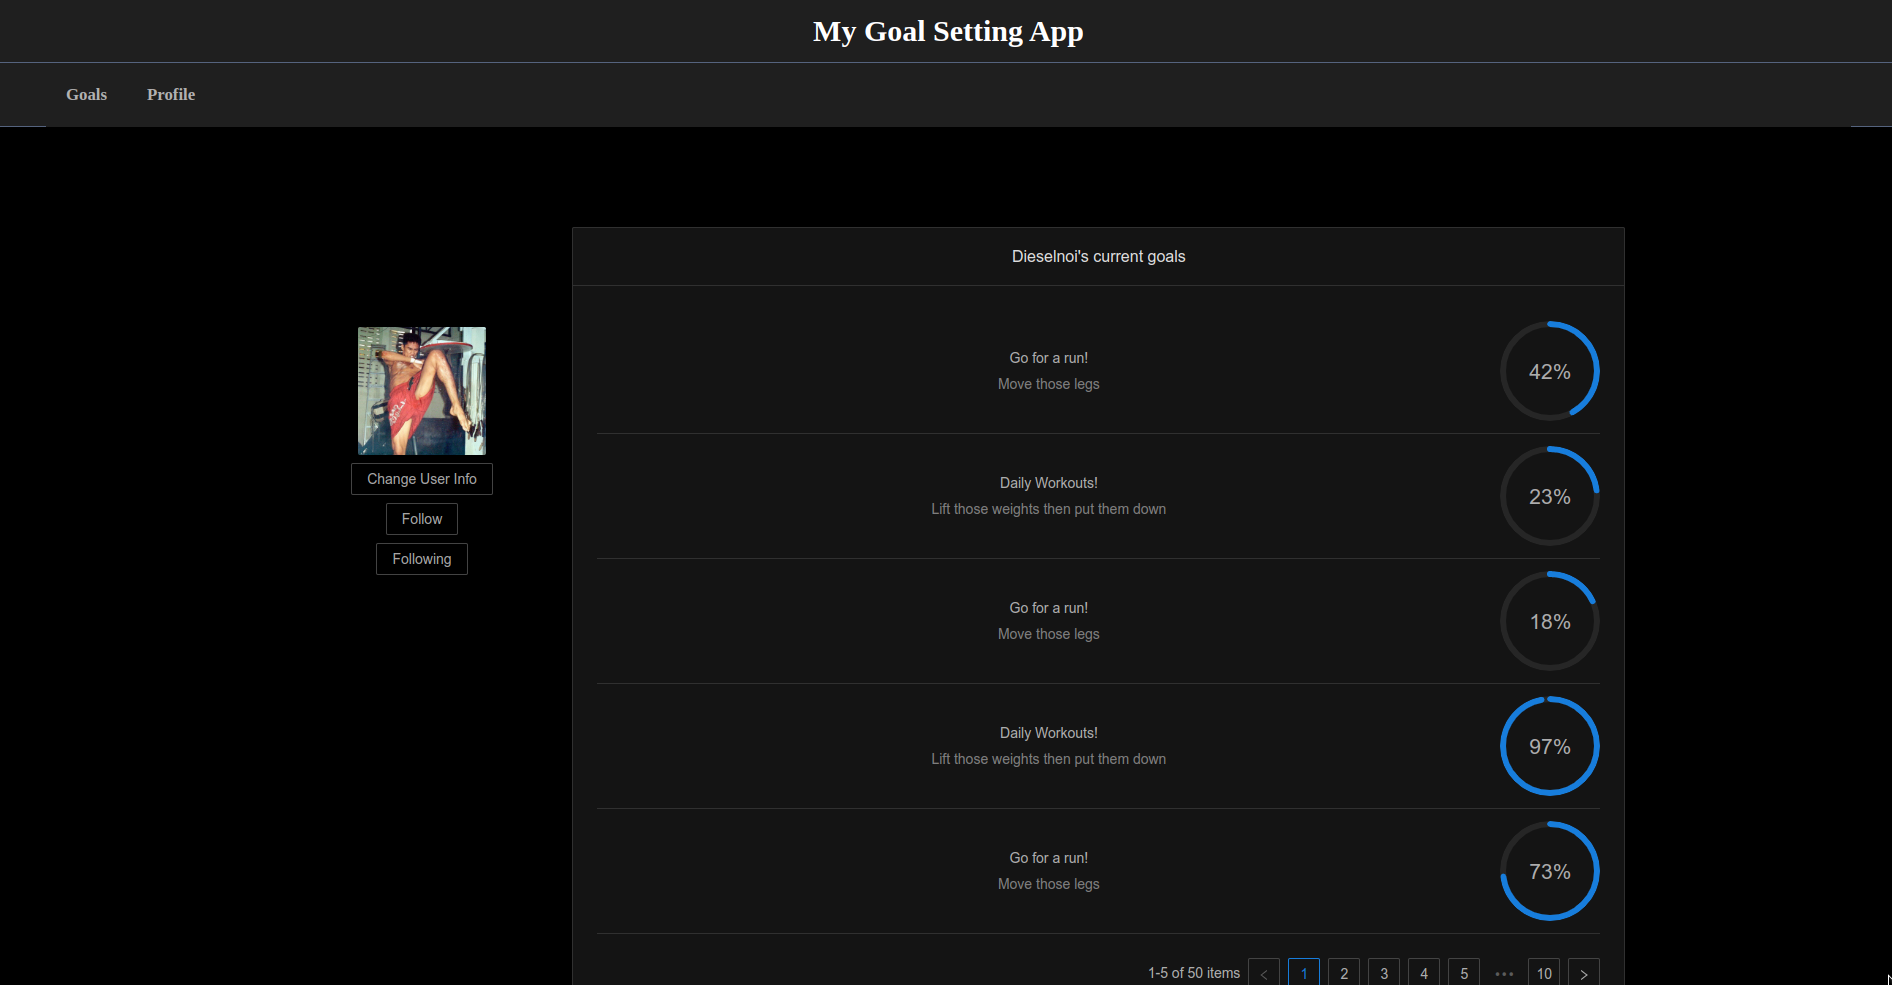 My Goal Setting App
Goals
Profile
Dieselnoi's current goals
Change User Info
Follow
Following
Go for a run!
Move those legs
42%
Daily Workouts!
Lift those weights then put them down
23%
Go for a run!
Move those legs
18%
Daily Workouts!
Lift those weights then put them down
97%
Go for a run!
Move those legs
73%
1-5 of 50 items < 1 2 3 4 5 ••• 10 >